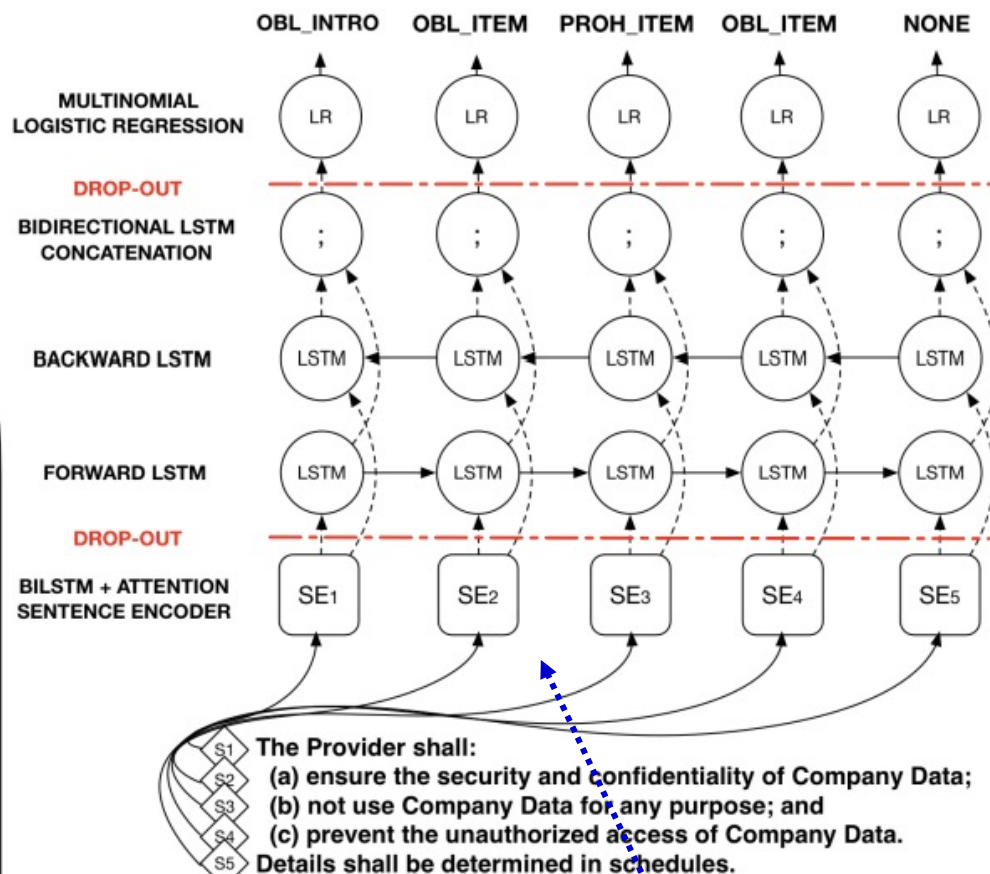 OBL_INTRO OBL_ITEM PROH_ITEM OBL_ITEM NONE
MULTINOMIAL
LOGISTIC REGRESSION
LR LR LR LR LR
DROP-OUT
BIDIRECTIONAL LSTM
CONCATENATION
; ; ; ; ;
BACKWARD LSTM
LSTM LSTM LSTM LSTM LSTM
FORWARD LSTM
LSTM LSTM LSTM LSTM LSTM
DROP-OUT
BILSTM + ATTENTION
SENTENCE ENCODER
SE1 SE2 SE3 SE4 SE5
S1 The Provider shall:
S2 (a) ensure the security and confidentiality of Company Data;
S3 (b) not use Company Data for any purpose; and
S4 (c) prevent the unauthorized access of Company Data.
S5 Details shall be determined in schedules.